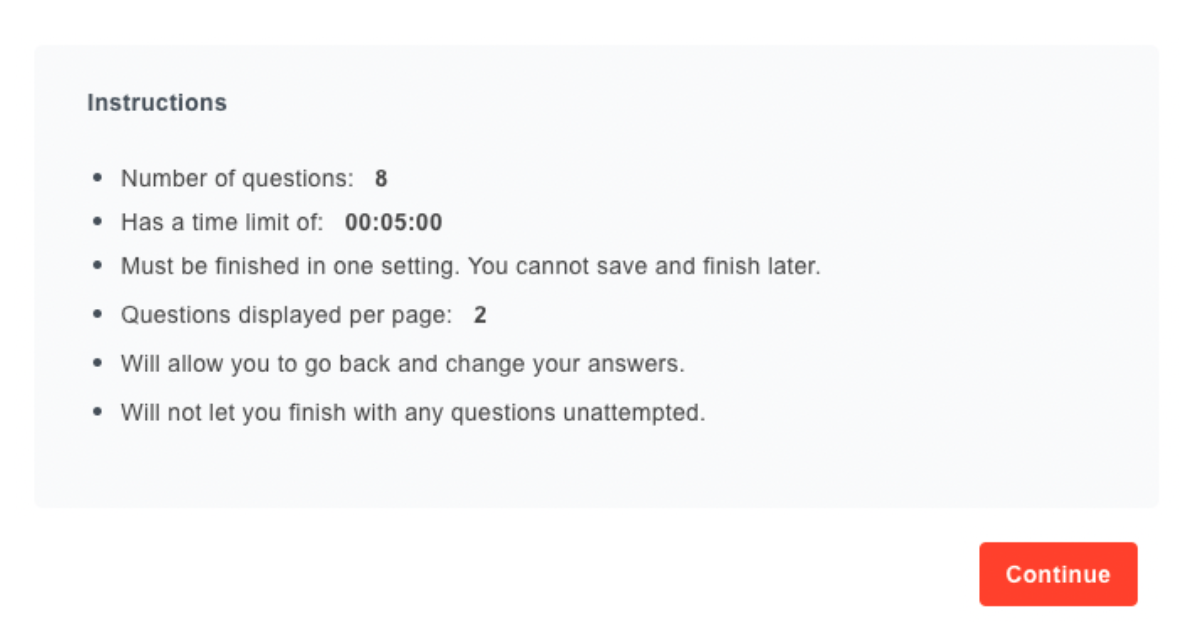 Instructions
Number of questions: 8
Has a time limit of: 00:05:00
Must be finished in one setting. You cannot save and finish later.
Questions displayed per page: 2
Will allow you to go back and change your answers.
Will not let you finish with any questions unattempted.
Continue